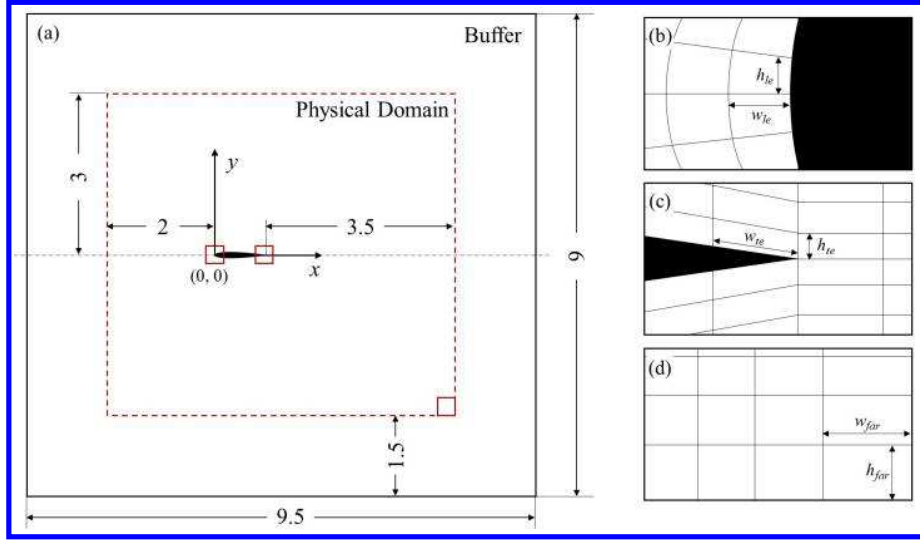 (a)
Buffer
Physical Domain
3
y
2
3.5
(0, 0)
x
9
1.5
9.5
(b)
h_le
w_le
(c)
w_te
h_te
(d)
w_far
h_far